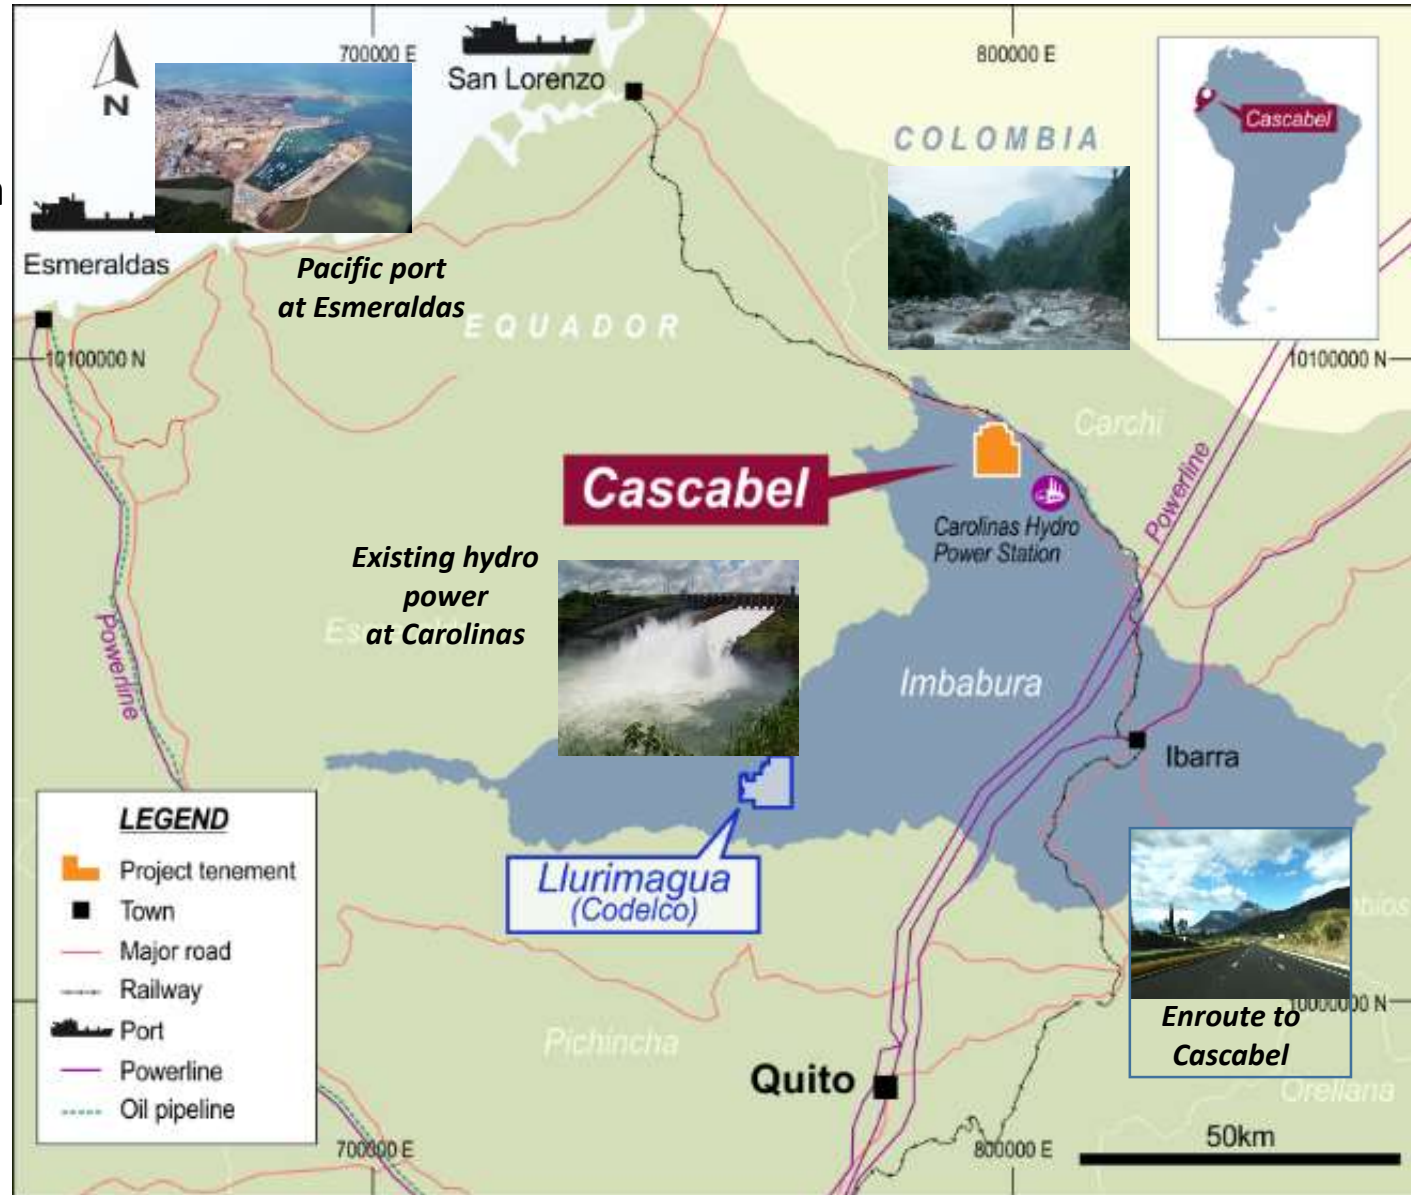 700000 E
800000 E
San Lorenzo
N
COLOMBIA
Cascabel
Esmeraldas
Pacific port
at Esmeraldas
EQUADOR
10100000 N
10100000 N
Carchi
Cascabel
Powerline
Carolinas Hydro
Power Station
Existing hydro
power
at Carolinas
Powerline
Imbabura
Ibarra
LEGEND
Project tenement
Town
Major road
Railway
Port
Powerline
Oil pipeline
Llurimagua
(Codelco)
bios
10000000 N
Enroute to
Cascabel
Pichincha
Quito
Orellana
700000 E
800000 E
50km